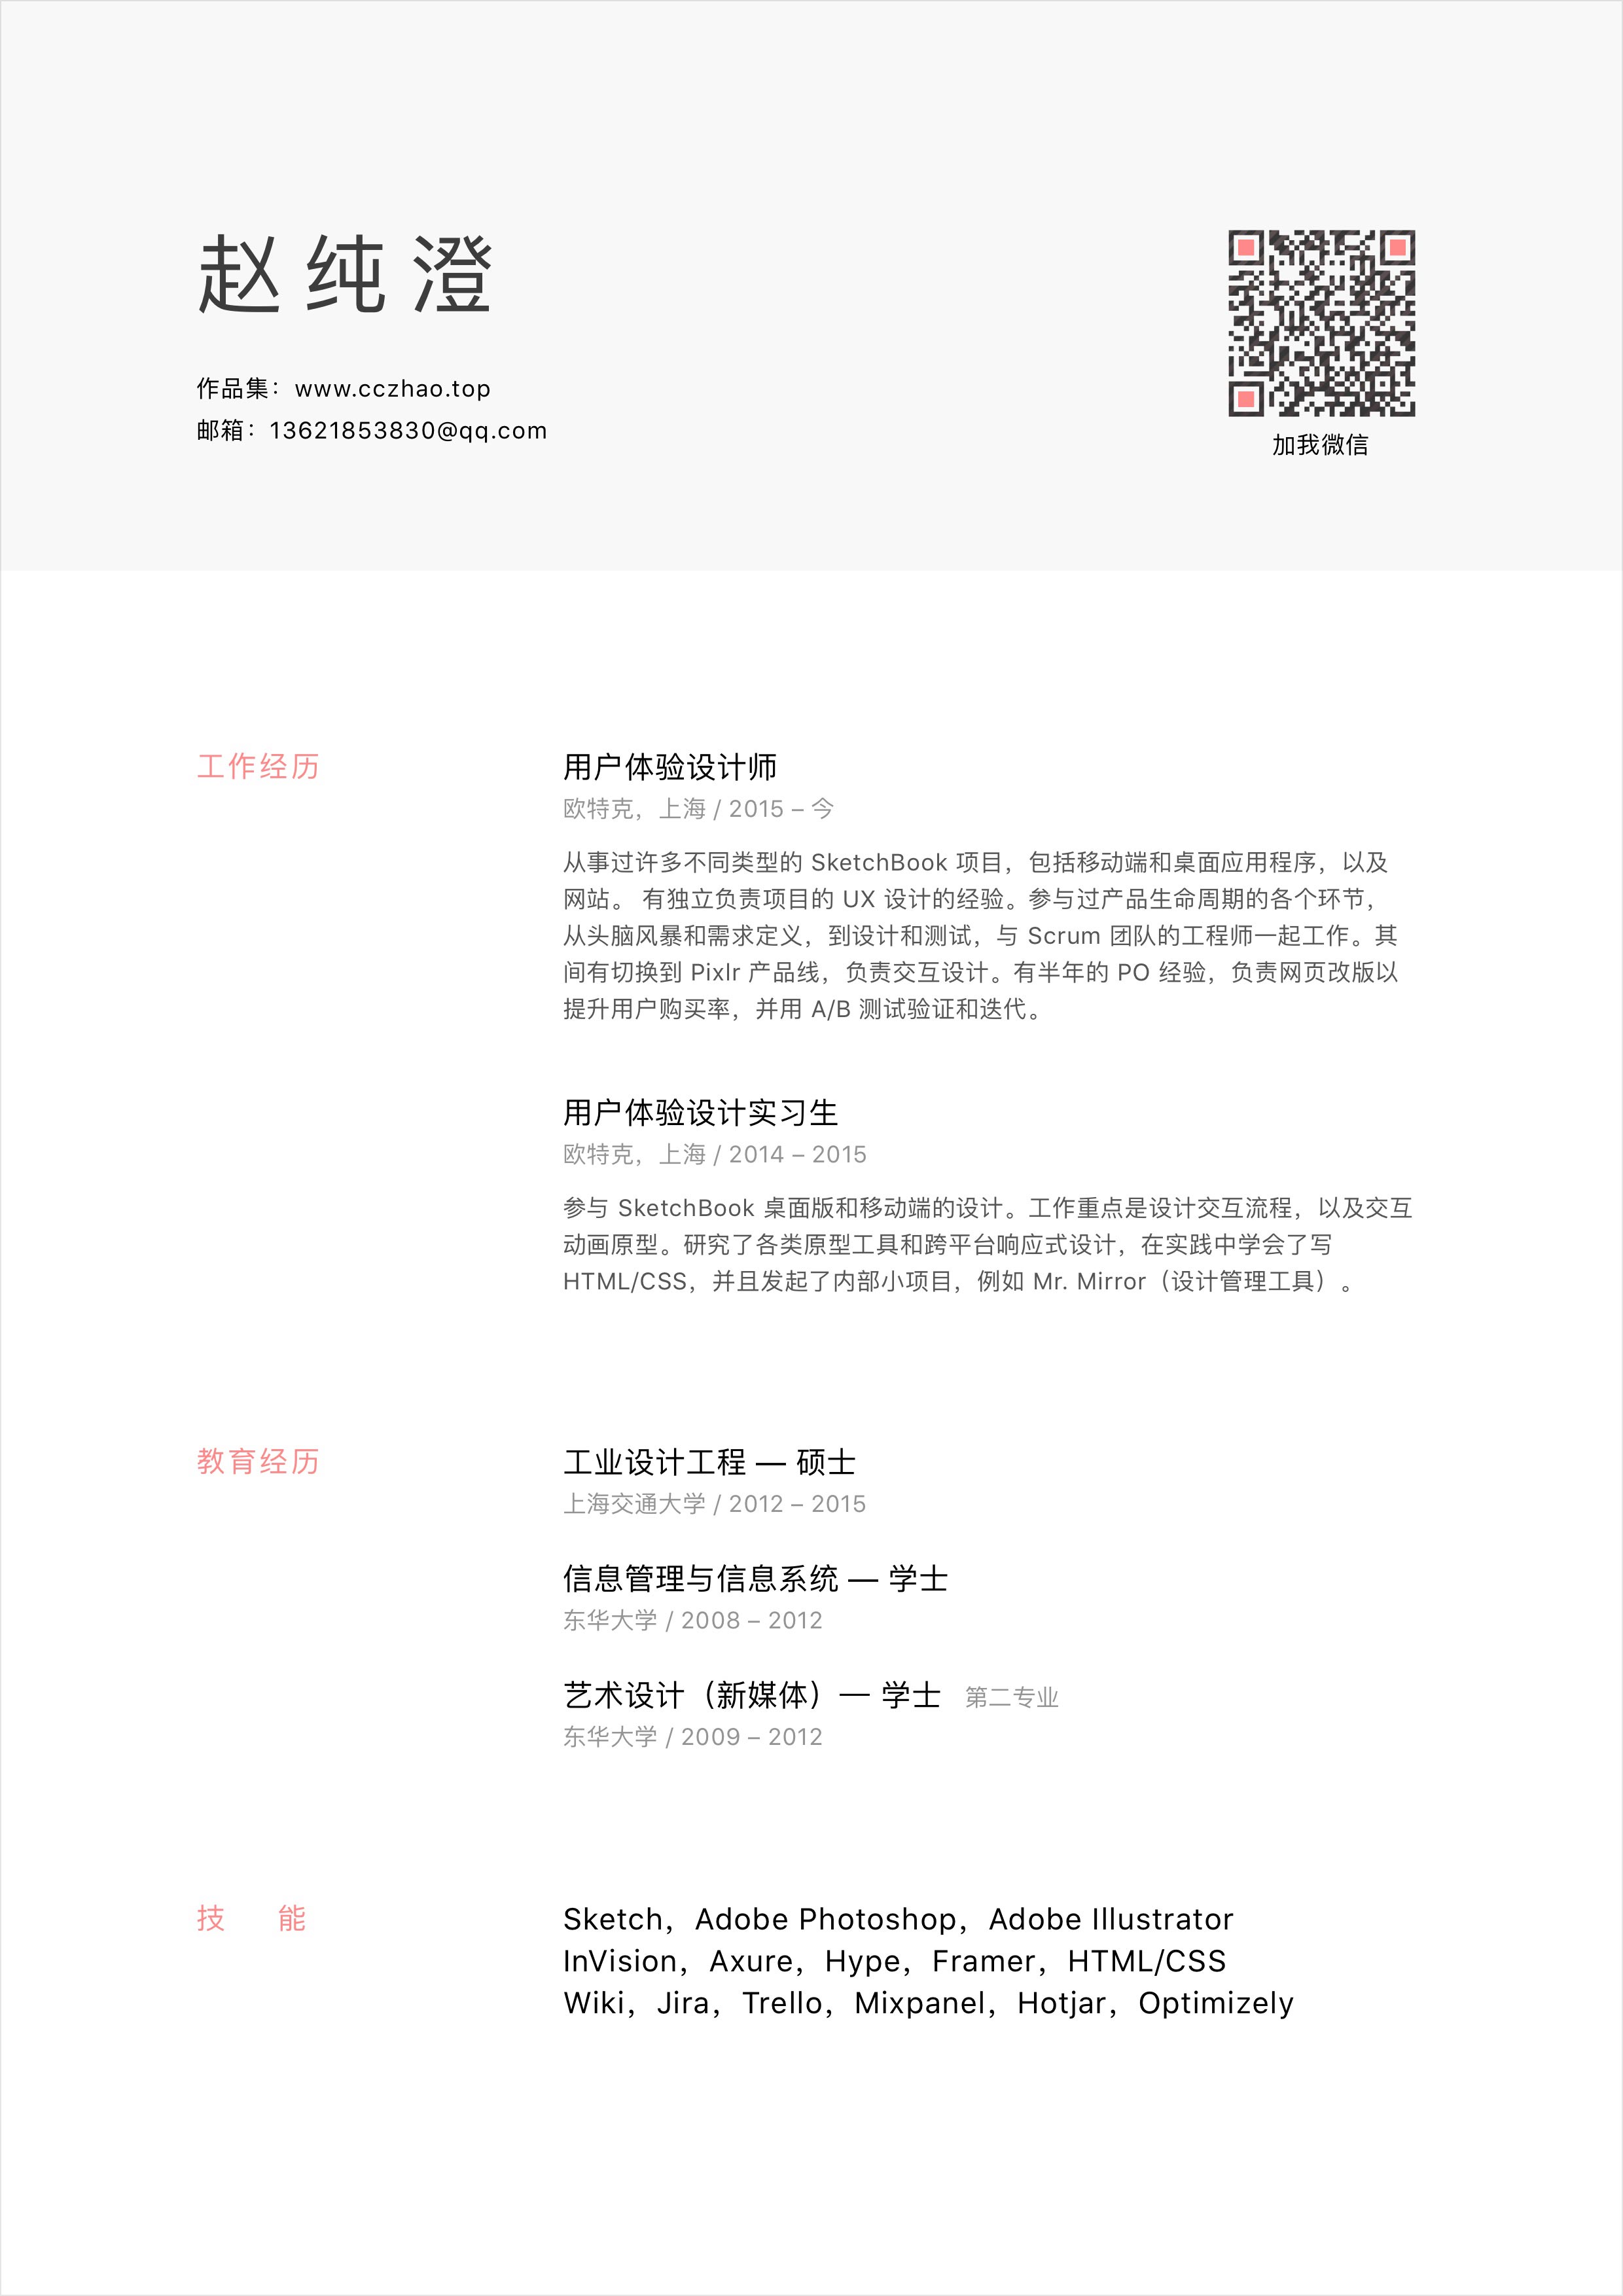 赵纯澄
作品集：www.cczhao.top
邮箱：13621853830@qq.com
加我微信
工作经历
用户体验设计师
欧特克，上海 / 2015 – 今
从事过许多不同类型的 SketchBook 项目，包括移动端和桌面应用程序，以及
网站。 有独立负责项目的 UX 设计的经验。参与过产品生命周期的各个环节，
从头脑风暴和需求定义，到设计和测试，与 Scrum 团队的工程师一起工作。其
间有切换到 Pixlr 产品线，负责交互设计。有半年的 PO 经验，负责网页改版以
提升用户购买率，并用 A/B 测试验证和迭代。
用户体验设计实习生
欧特克，上海 / 2014 – 2015
参与 SketchBook 桌面版和移动端的设计。工作重点是设计交互流程，以及交互
动画原型。研究了各类原型工具和跨平台响应式设计，在实践中学会了写
HTML/CSS，并且发起了内部小项目，例如 Mr. Mirror（设计管理工具）。
教育经历
工业设计工程 — 硕士
上海交通大学 / 2012 – 2015
信息管理与信息系统 — 学士
东华大学 / 2008 – 2012
艺术设计（新媒体）— 学士 第二专业
东华大学 / 2009 – 2012
技 能
Sketch，Adobe Photoshop，Adobe Illustrator
InVision，Axure，Hype，Framer，HTML/CSS
Wiki，Jira，Trello，Mixpanel，Hotjar，Optimizely